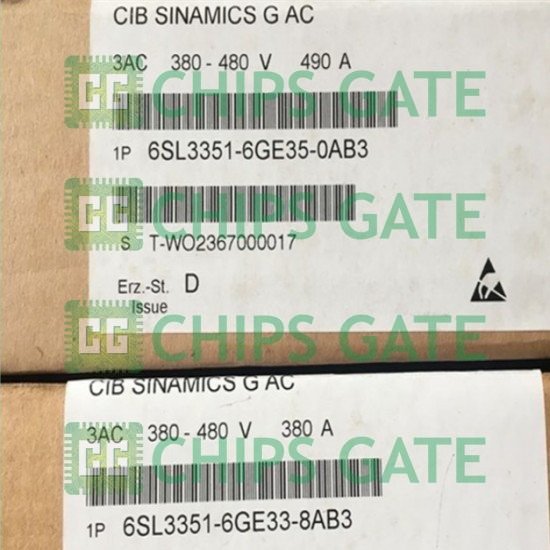 CIB SINAMICS G AC
3AC 380 - 480 V 490 A
CHIPS GATE
1P 6SL3351-6GE35-0AB3
CHIPS GATE
S T-WO2367000017
Erz.-St. D
Issue
CHIPS GATE
CIB SINAMICS G AC
3AC 380 - 480 V 380 A
CHIPS GATE
1P 6SL3351-6GE33-8AB3